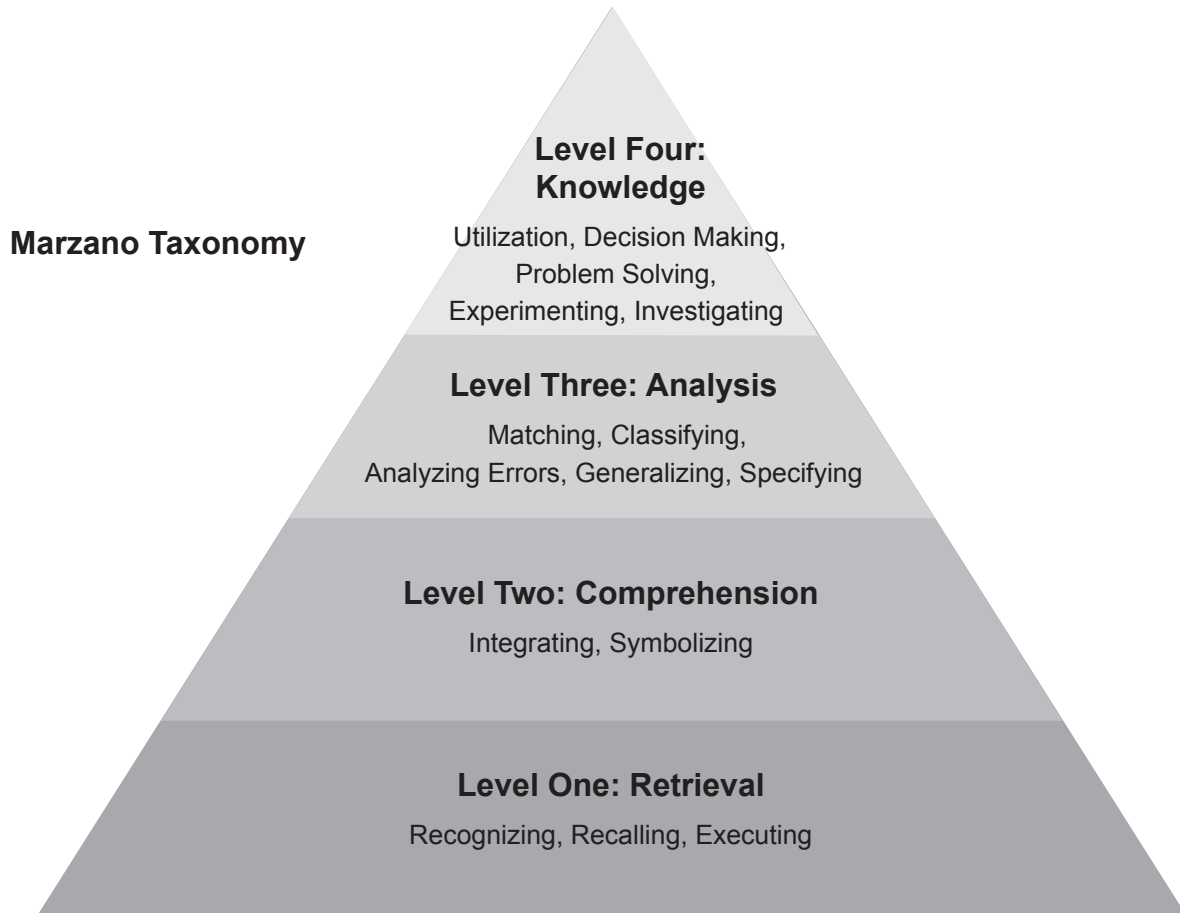 Level Four:
Knowledge
Marzano Taxonomy
Utilization, Decision Making,
Problem Solving,
Experimenting, Investigating
Level Three: Analysis
Matching, Classifying,
Analyzing Errors, Generalizing, Specifying
Level Two: Comprehension
Integrating, Symbolizing
Level One: Retrieval
Recognizing, Recalling, Executing